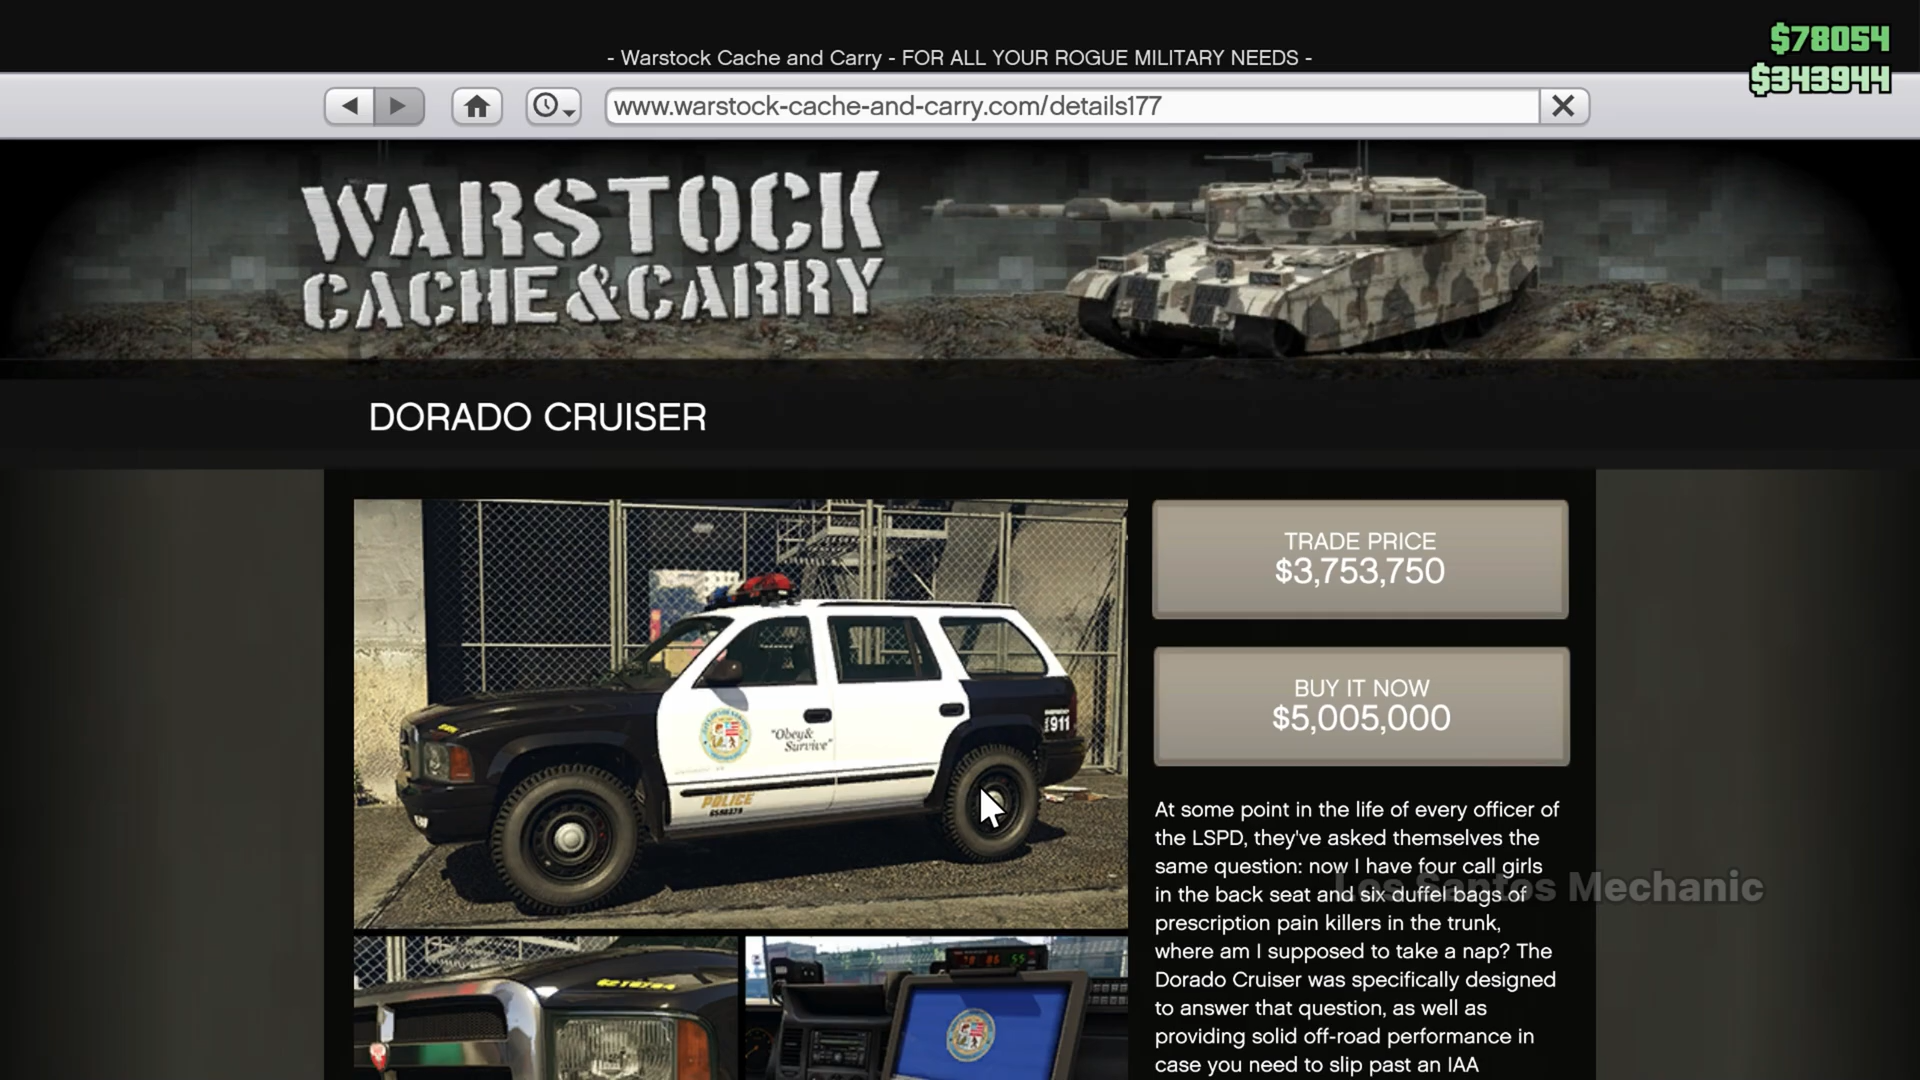 - Warstock Cache and Carry - FOR ALL YOUR ROGUE MILITARY NEEDS -
$78054
$343944
www.warstock-cache-and-carry.com/details177
WARSTOCK
CACHE & CARRY
DORADO CRUISER
"Obey &
Survive"
911
POLICE
TRADE PRICE
$3,753,750
BUY IT NOW
$5,005,000
At some point in the life of every officer of
the LSPD, they've asked themselves the
same question: now I have four call girls
in the back seat and six duffel bags of
prescription pain killers in the trunk,
where am I supposed to take a nap? The
Dorado Cruiser was specifically designed
to answer that question, as well as
providing solid off-road performance in
case you need to slip past an IAA
Los Santos Mechanic